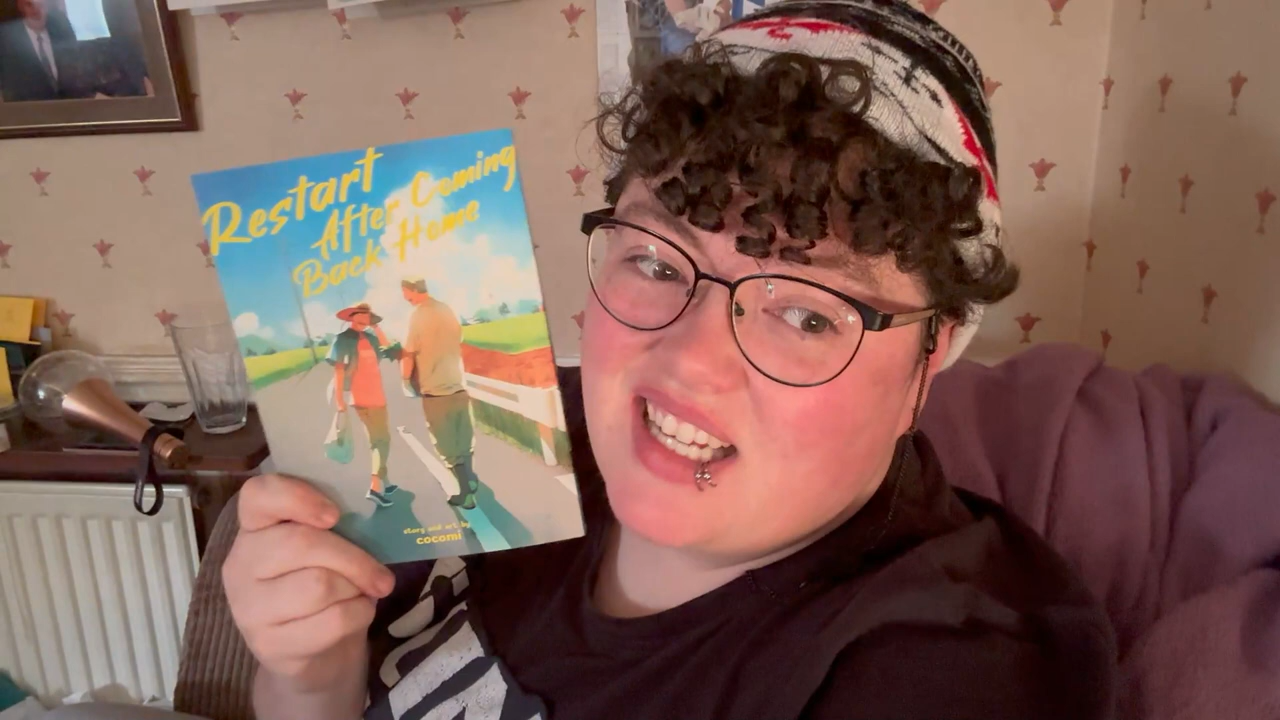 Restart
After Coming
Back Home
story and art by
cocomi